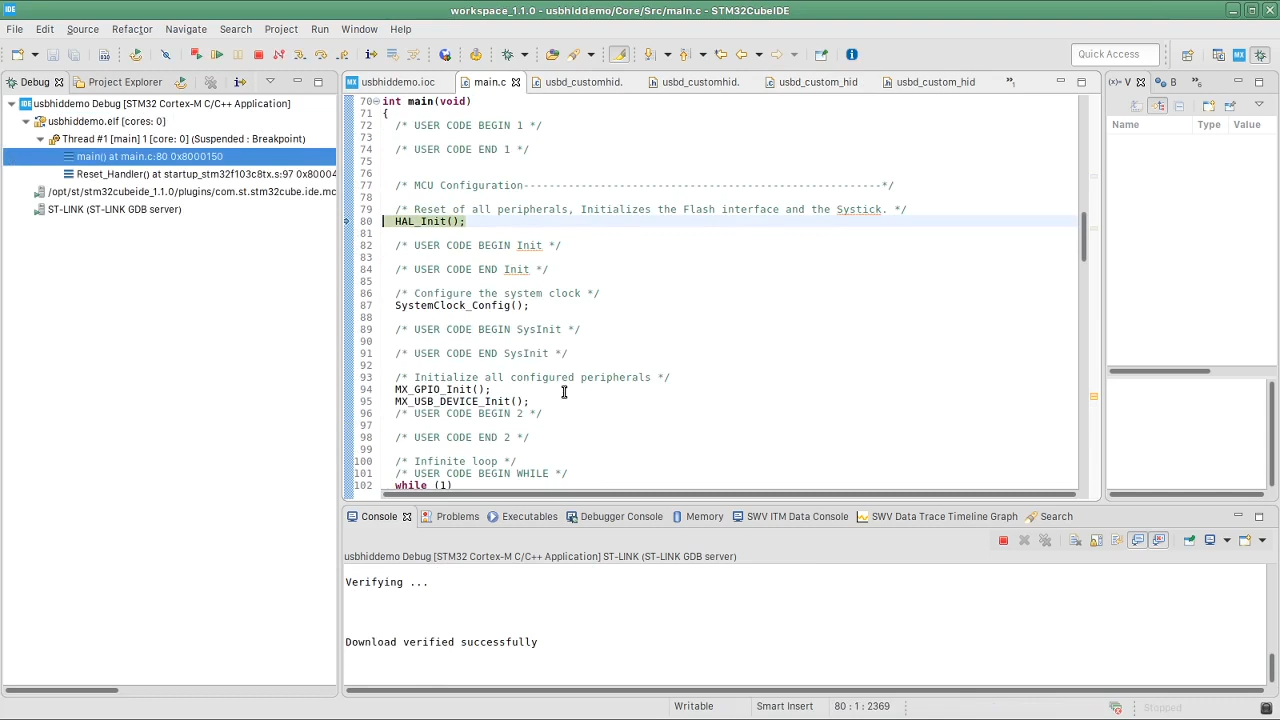 workspace_1.1.0 - usbhiddemo/Core/Src/main.c - STM32CubeIDE
File Edit Source Refactor Navigate Search Project Run Window Help
Quick Access
Debug Project Explorer
usbhiddemo.ioc main.c usbd_customhid. usbd_customhid. usbd_custom_hid usbd_custom_hid
V B
usbhiddemo Debug [STM32 Cortex-M C/C++ Application]
usbhiddemo.elf [cores: 0]
Thread #1 [main] 1 [core: 0] (Suspended : Breakpoint)
main() at main.c:80 0x8000150
Reset_Handler() at startup_stm32f103c8tx.s:97 0x80004
/opt/st/stm32cubeide_1.1.0/plugins/com.st.stm32cube.ide.mc
ST-LINK (ST-LINK GDB server)
70 int main(void)
71 {
72 /* USER CODE BEGIN 1 */
73
74 /* USER CODE END 1 */
75
76
77 /* MCU Configuration--------------------------------------------------------*/
78
79 /* Reset of all peripherals, Initializes the Flash interface and the Systick. */
80 HAL_Init();
81
82 /* USER CODE BEGIN Init */
83
84 /* USER CODE END Init */
85
86 /* Configure the system clock */
87 SystemClock_Config();
88
89 /* USER CODE BEGIN SysInit */
90
91 /* USER CODE END SysInit */
92
93 /* Initialize all configured peripherals */
94 MX_GPIO_Init();
95 MX_USB_DEVICE_Init();
96 /* USER CODE BEGIN 2 */
97
98 /* USER CODE END 2 */
99
100 /* Infinite loop */
101 /* USER CODE BEGIN WHILE */
102 while (1)
Name Type Value
Console Problems Executables Debugger Console Memory SWV ITM Data Console SWV Data Trace Timeline Graph Search
usbhiddemo Debug [STM32 Cortex-M C/C++ Application] ST-LINK (ST-LINK GDB server)
Verifying ...
Download verified successfully
Writable Smart Insert 80 : 1 : 2369 Stopped